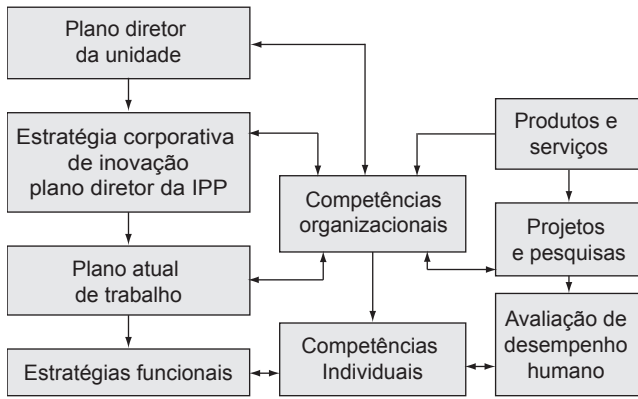 Plano diretor
da unidade
Estratégia corporativa
de inovação
plano diretor da IPP
Plano atual
de trabalho
Estratégias funcionais
Competências
organizacionais
Competências
Individuais
Produtos e
serviços
Projetos
e pesquisas
Avaliação de
desempenho
humano